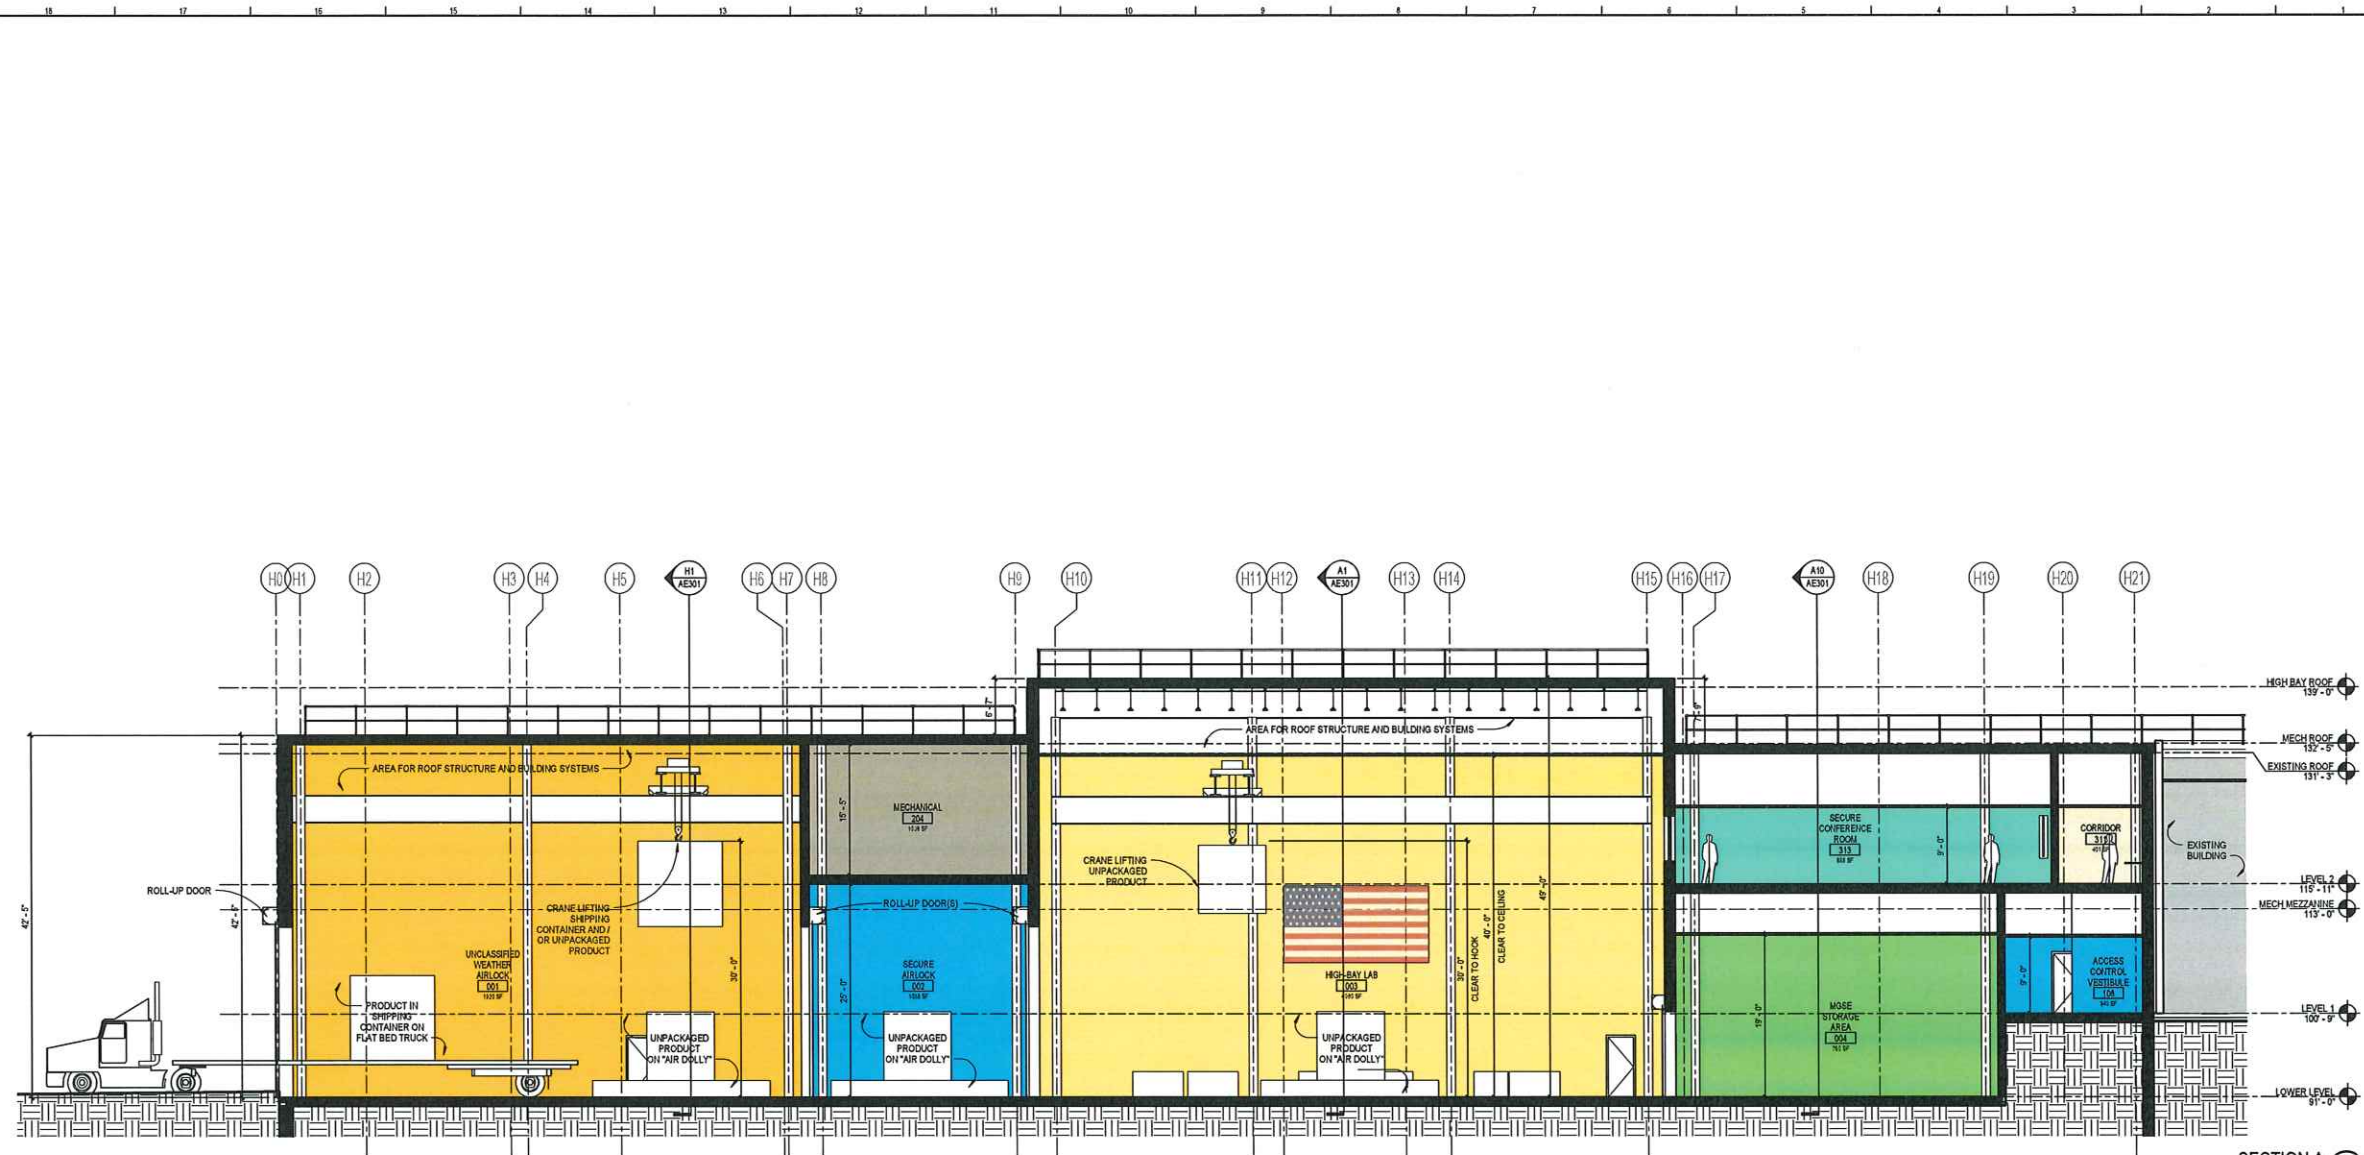 18 17 16 15 14 13 12 11 10 9 8 7 6 5 4 3 2 1
H0 H1 H2 H3 H4 H5 H1 AE301 H6 H7 H8 H9 H10 H11 H12 A1 AE301 H13 H14 H15 H16 H17 A10 AE301 H18 H19 H20 H21
HIGH BAY ROOF
139' - 0"
MECH ROOF
132' - 5"
EXISTING ROOF
131' - 3"
LEVEL 2
115' - 11"
MECH MEZZANINE
113' - 0"
LEVEL 1
100' - 9"
LOWER LEVEL
91' - 0"
42' - 5"
42' - 5"
ROLL-UP DOOR
AREA FOR ROOF STRUCTURE AND BUILDING SYSTEMS
CRANE LIFTING
SHIPPING
CONTAINER AND /
OR UNPACKAGED
PRODUCT
UNCLASSIFIED
WEATHER
AIRLOCK
001
PRODUCT IN
SHIPPING
CONTAINER ON
FLAT BED TRUCK
30' - 0"
UNPACKAGED
PRODUCT
ON "AIR DOLLY"
MECHANICAL
204
15' - 5"
ROLL-UP DOOR(S)
SECURE
AIRLOCK
002
25' - 0"
UNPACKAGED
PRODUCT
ON "AIR DOLLY"
6' - 7"
AREA FOR ROOF STRUCTURE AND BUILDING SYSTEMS
CRANE LIFTING
UNPACKAGED
PRODUCT
HIGH-BAY LAB
003
UNPACKAGED
PRODUCT
ON "AIR DOLLY"
30' - 0"
CLEAR TO HOOK
40' - 0"
CLEAR TO CEILING
49' - 0"
SECURE
CONFERENCE
ROOM
313
9' - 0"
CORRIDOR
EXISTING
BUILDING
MGSE
STORAGE
AREA
004
19' - 0"
ACCESS
CONTROL
VESTIBULE
9' - 0"
SECTION A